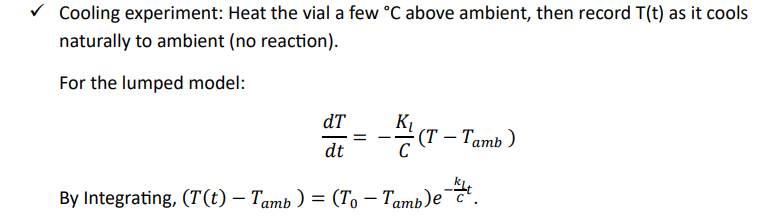 ✓ Cooling experiment: Heat the vial a few °C above ambient, then record T(t) as it cools
naturally to ambient (no reaction).
For the lumped model:
dT/dt = −K_l/C (T − T_amb )
By Integrating, (T(t) − T_amb ) = (T_0 − T_amb)e^(−(k_L/C)t).